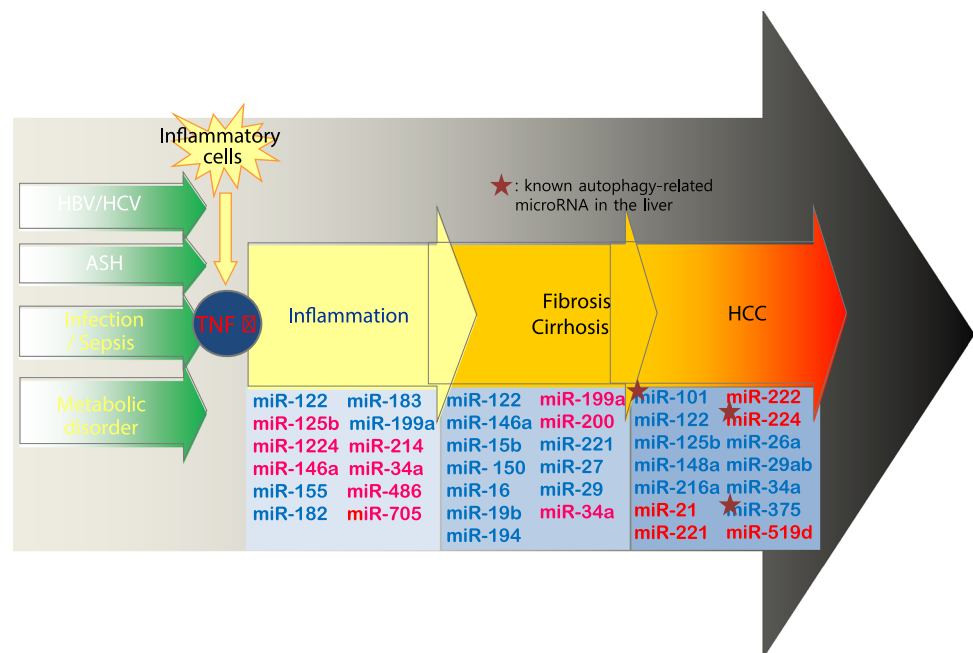 Inflammatory
cells
★: known autophagy-related
microRNA in the liver
HBV/HCV
ASH
Infection
/ Sepsis
Metabolic
disorder
TNF
Inflammation
Fibrosis
Cirrhosis
HCC
miR-122 miR-183
miR-125b miR-199a
miR-1224 miR-214
miR-146a miR-34a
miR-155 miR-486
miR-182 miR-705
miR-122 miR-199a
miR-146a miR-200
miR-15b miR-221
miR- 150 miR-27
miR-16 miR-29
miR-19b miR-34a
miR-194
miR-101 miR-222
miR-122 miR-224
miR-125b miR-26a
miR-148a miR-29ab
miR-216a miR-34a
miR-21 miR-375
miR-221 miR-519d